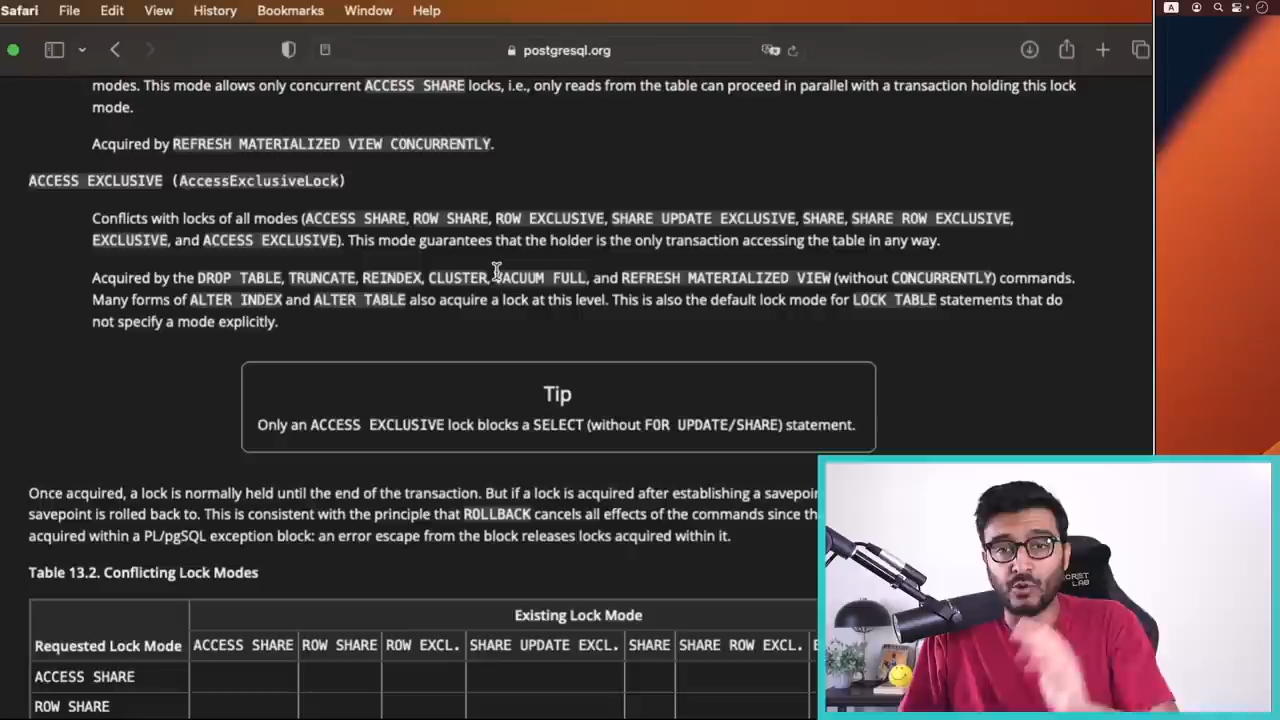 Safari File Edit View History Bookmarks Window Help
A
postgresql.org
modes. This mode allows only concurrent ACCESS SHARE locks, i.e., only reads from the table can proceed in parallel with a transaction holding this lock
mode.
Acquired by REFRESH MATERIALIZED VIEW CONCURRENTLY.
ACCESS EXCLUSIVE (AccessExclusiveLock)
Conflicts with locks of all modes (ACCESS SHARE, ROW SHARE, ROW EXCLUSIVE, SHARE UPDATE EXCLUSIVE, SHARE, SHARE ROW EXCLUSIVE,
EXCLUSIVE, and ACCESS EXCLUSIVE). This mode guarantees that the holder is the only transaction accessing the table in any way.
Acquired by the DROP TABLE, TRUNCATE, REINDEX, CLUSTER, VACUUM FULL, and REFRESH MATERIALIZED VIEW (without CONCURRENTLY) commands.
Many forms of ALTER INDEX and ALTER TABLE also acquire a lock at this level. This is also the default lock mode for LOCK TABLE statements that do
not specify a mode explicitly.
Tip
Only an ACCESS EXCLUSIVE lock blocks a SELECT (without FOR UPDATE/SHARE) statement.
Once acquired, a lock is normally held until the end of the transaction. But if a lock is acquired after establishing a savepoin
savepoint is rolled back to. This is consistent with the principle that ROLLBACK cancels all effects of the commands since th
acquired within a PL/pgSQL exception block: an error escape from the block releases locks acquired within it.
Table 13.2. Conflicting Lock Modes
Existing Lock Mode
Requested Lock Mode ACCESS SHARE ROW SHARE ROW EXCL. SHARE UPDATE EXCL. SHARE SHARE ROW EXCL. E
ACCESS SHARE
ROW SHARE
LAB